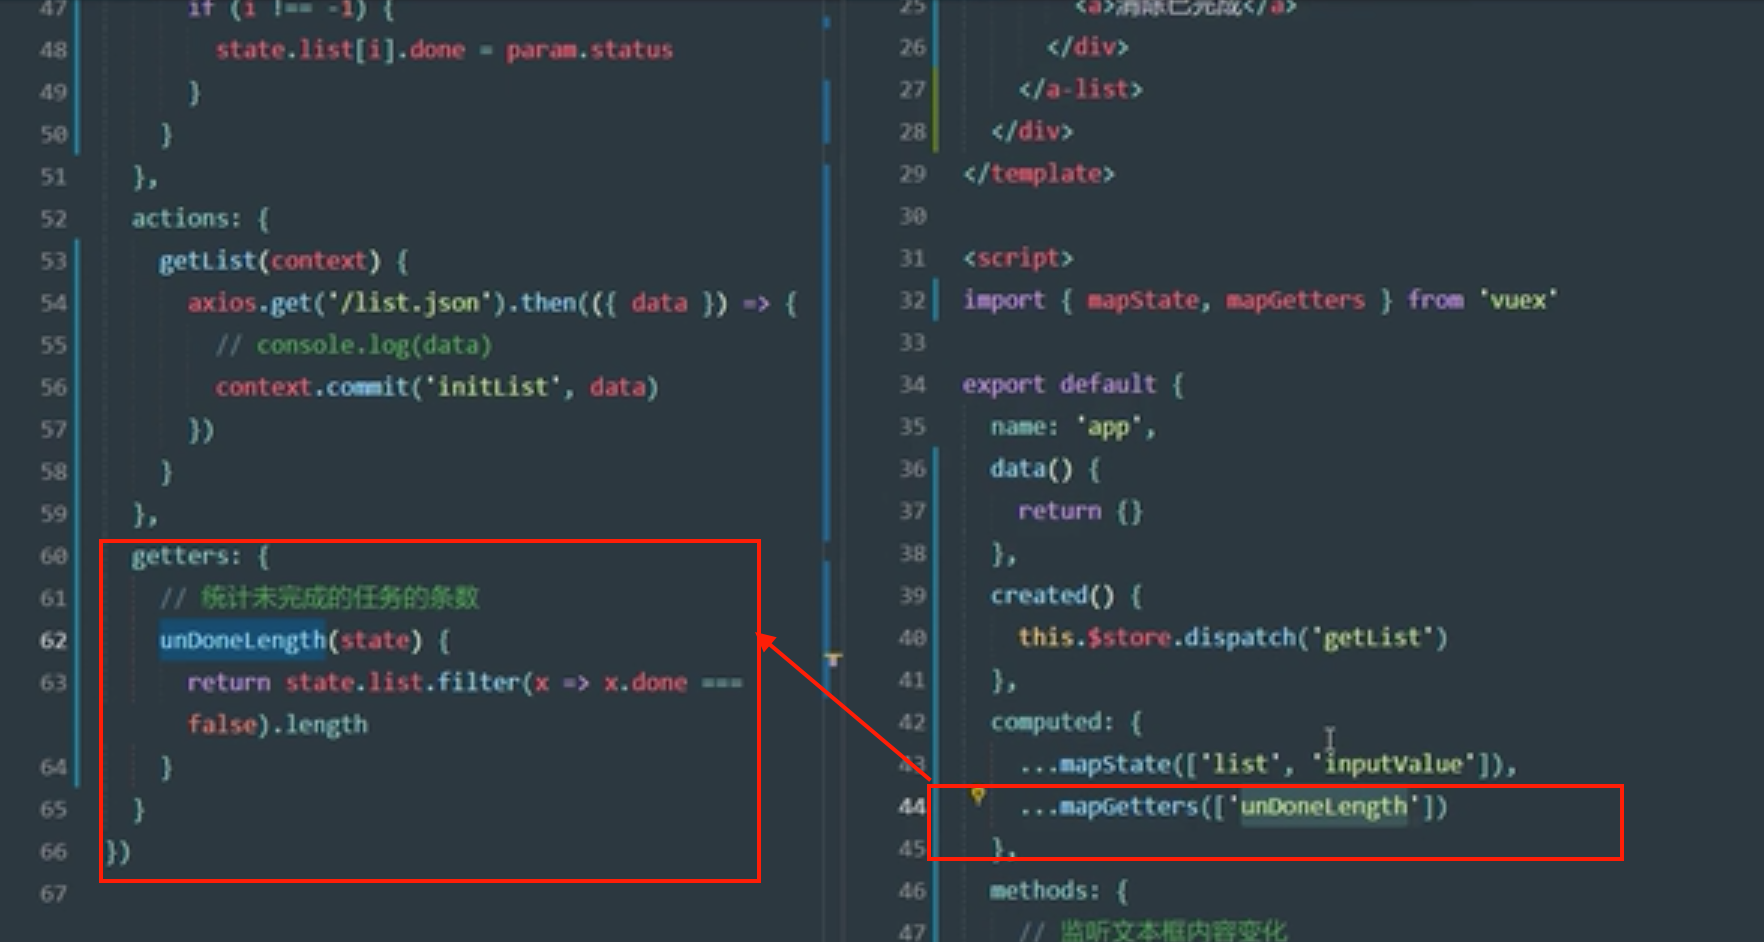 47 if (i !== -1) {
48 state.list[i].done = param.status
49 }
50 }
51 },
52 actions: {
53 getList(context) {
54 axios.get('/list.json').then(({ data }) => {
55 // console.log(data)
56 context.commit('initList', data)
57 })
58 }
59 },
60 getters: {
61 // 统计未完成的任务的条数
62 unDoneLength(state) {
63 return state.list.filter(x => x.done ===
false).length
64 }
65 }
66 })
67
25 <a>清除已完成</a>
26 </div>
27 </a-list>
28 </div>
29 </template>
30
31 <script>
32 import { mapState, mapGetters } from 'vuex'
33
34 export default {
35 name: 'app',
36 data() {
37 return {}
38 },
39 created() {
40 this.$store.dispatch('getList')
41 },
42 computed: {
43 ...mapState(['list', 'inputValue']),
44 ...mapGetters(['unDoneLength'])
45 },
46 methods: {
47 // 监听文本框内容变化